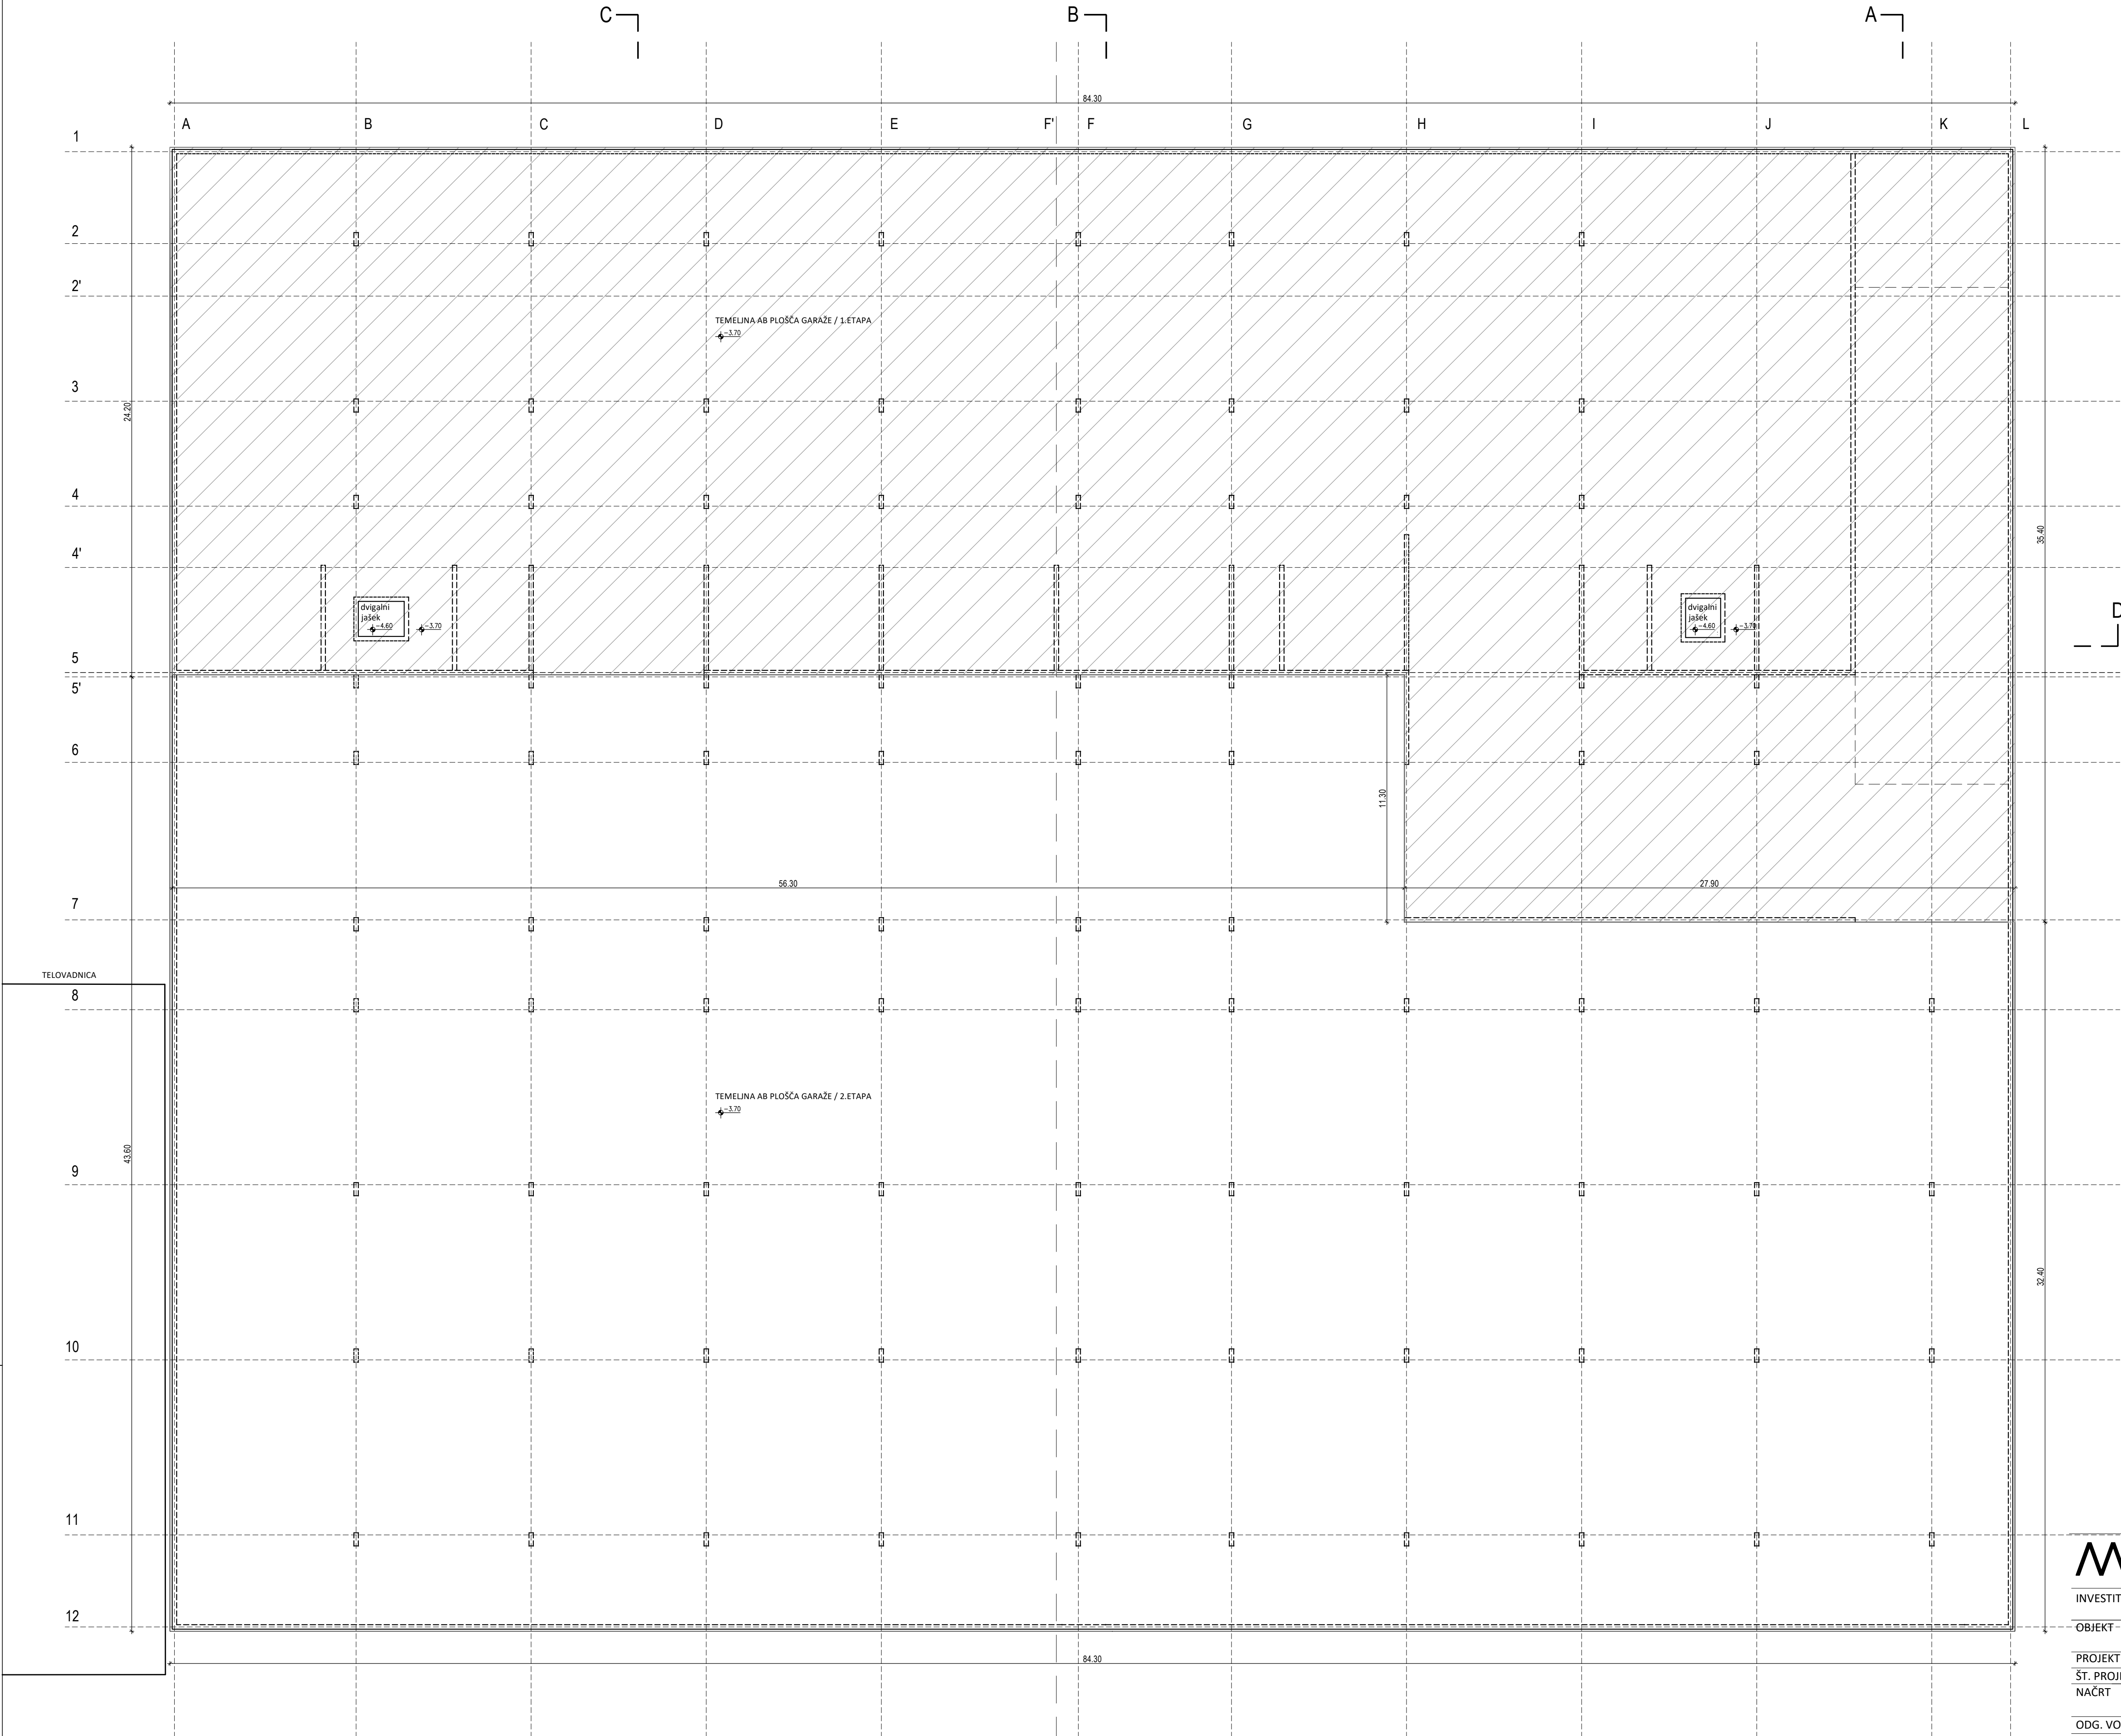 C
B
A
84.30
A
B
C
D
E
F'
F
G
H
I
J
K
L
1
2
2'
TEMELJNA AB PLOŠČA GARAŽE / 1.ETAPA
-3.70
3
24.20
4
35.40
4'
dvigalni
jašek
-4.60
-3.70
dvigalni
jašek
-4.60
-3.70
D
5
5'
6
11.30
56.30
27.90
7
TELOVADNICA
8
TEMELJNA AB PLOŠČA GARAŽE / 2.ETAPA
-3.70
43.60
9
32.40
10
11
INVESTIT
12
OBJEKT
84.30
PROJEKT
ŠT. PROJ
NAČRT
ODG. VO